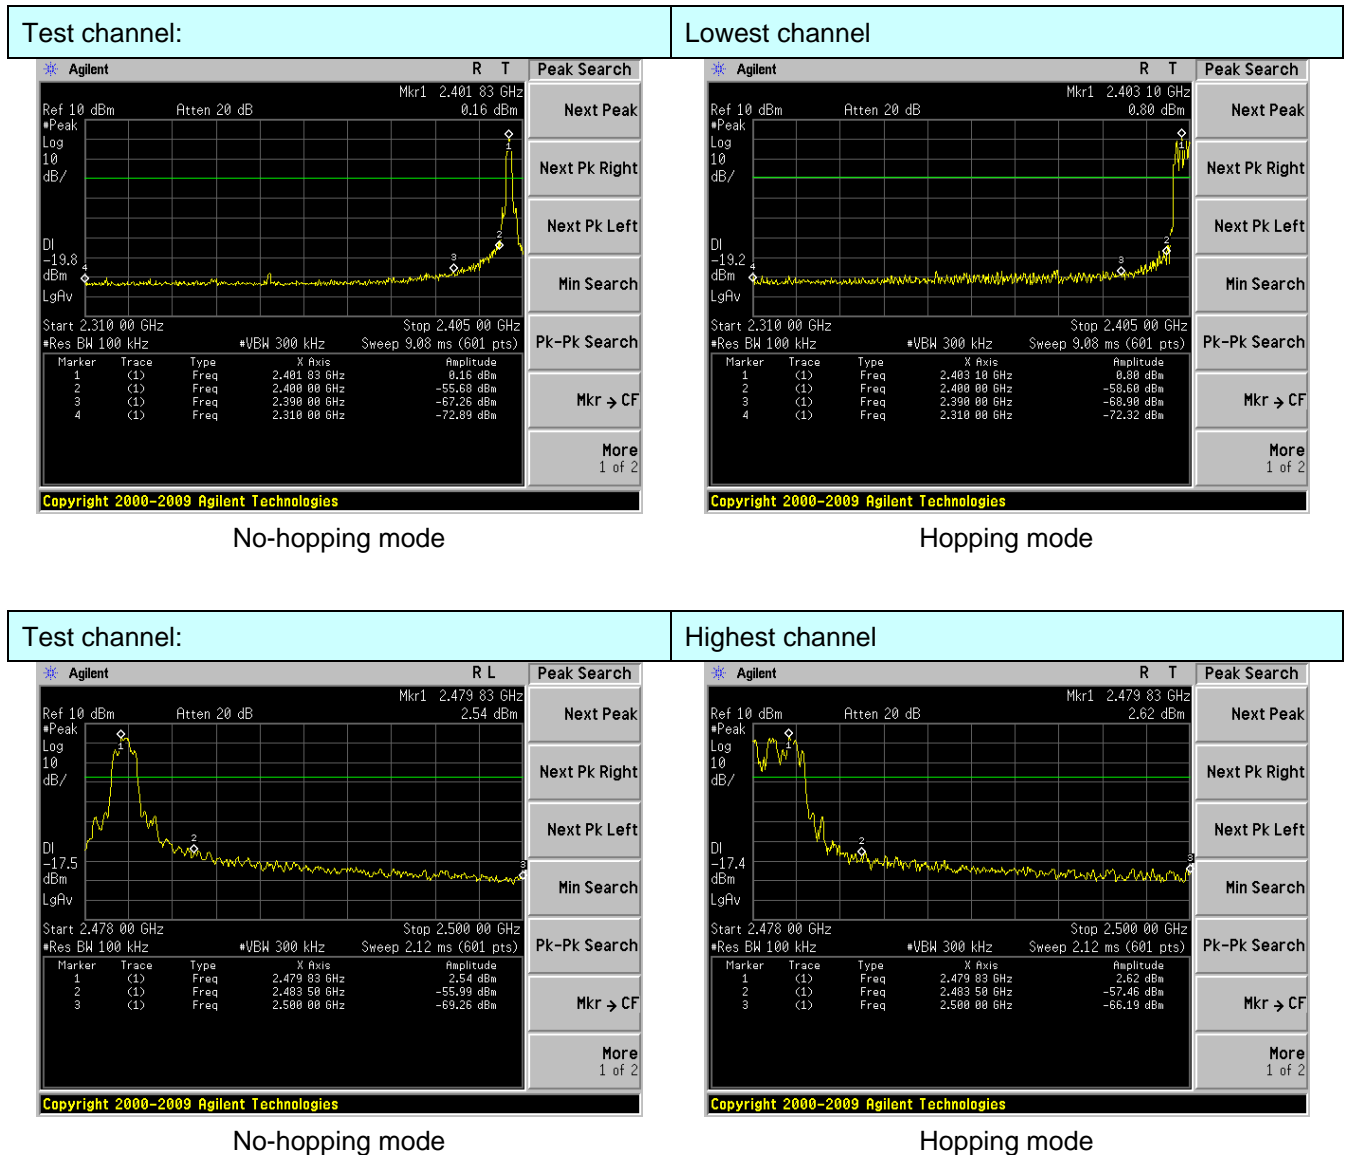 Test channel: Lowest channel
Agilent R T Peak Search
Mkr1 2.401 83 GHz
Ref 10 dBm Atten 20 dB 0.16 dBm
#Peak
Log
10
dB/
DI
-19.8
dBm
LgAv
1
2
3
4
Start 2.310 00 GHz Stop 2.405 00 GHz
#Res BW 100 kHz #VBW 300 kHz Sweep 9.08 ms (601 pts)
Marker Trace Type X Axis Amplitude
1 (1) Freq 2.401 83 GHz 0.16 dBm
2 (1) Freq 2.400 00 GHz -55.68 dBm
3 (1) Freq 2.390 00 GHz -67.26 dBm
4 (1) Freq 2.310 00 GHz -72.89 dBm
Next Peak
Next Pk Right
Next Pk Left
Min Search
Pk-Pk Search
Mkr → CF
More
1 of 2
Copyright 2000-2009 Agilent Technologies
No-hopping mode
Agilent R T Peak Search
Mkr1 2.403 10 GHz
Ref 10 dBm Atten 20 dB 0.80 dBm
#Peak
Log
10
dB/
DI
-19.2
dBm
LgAv
1
2
3
4
Start 2.310 00 GHz Stop 2.405 00 GHz
#Res BW 100 kHz #VBW 300 kHz Sweep 9.08 ms (601 pts)
Marker Trace Type X Axis Amplitude
1 (1) Freq 2.403 10 GHz 0.80 dBm
2 (1) Freq 2.400 00 GHz -58.60 dBm
3 (1) Freq 2.390 00 GHz -68.90 dBm
4 (1) Freq 2.310 00 GHz -72.32 dBm
Next Peak
Next Pk Right
Next Pk Left
Min Search
Pk-Pk Search
Mkr → CF
More
1 of 2
Copyright 2000-2009 Agilent Technologies
Hopping mode
Test channel: Highest channel
Agilent R L Peak Search
Mkr1 2.479 83 GHz
Ref 10 dBm Atten 20 dB 2.54 dBm
#Peak
Log
10
dB/
DI
-17.5
dBm
LgAv
1
2
3
Start 2.478 00 GHz Stop 2.500 00 GHz
#Res BW 100 kHz #VBW 300 kHz Sweep 2.12 ms (601 pts)
Marker Trace Type X Axis Amplitude
1 (1) Freq 2.479 83 GHz 2.54 dBm
2 (1) Freq 2.483 50 GHz -55.99 dBm
3 (1) Freq 2.500 00 GHz -69.26 dBm
Next Peak
Next Pk Right
Next Pk Left
Min Search
Pk-Pk Search
Mkr → CF
More
1 of 2
Copyright 2000-2009 Agilent Technologies
No-hopping mode
Agilent R T Peak Search
Mkr1 2.479 83 GHz
Ref 10 dBm Atten 20 dB 2.62 dBm
#Peak
Log
10
dB/
DI
-17.4
dBm
LgAv
1
2
3
Start 2.478 00 GHz Stop 2.500 00 GHz
#Res BW 100 kHz #VBW 300 kHz Sweep 2.12 ms (601 pts)
Marker Trace Type X Axis Amplitude
1 (1) Freq 2.479 83 GHz 2.62 dBm
2 (1) Freq 2.483 50 GHz -57.46 dBm
3 (1) Freq 2.500 00 GHz -66.19 dBm
Next Peak
Next Pk Right
Next Pk Left
Min Search
Pk-Pk Search
Mkr → CF
More
1 of 2
Copyright 2000-2009 Agilent Technologies
Hopping mode